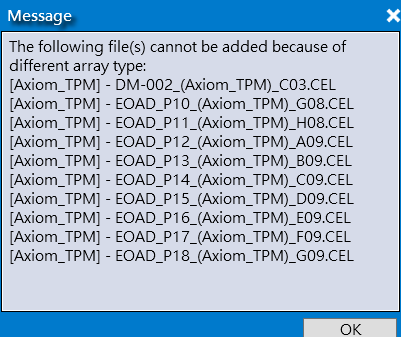 Message
The following file(s) cannot be added because of
different array type:
[Axiom_TPM] - DM-002_(Axiom_TPM)_C03.CEL
[Axiom_TPM] - EOAD_P10_(Axiom_TPM)_G08.CEL
[Axiom_TPM] - EOAD_P11_(Axiom_TPM)_H08.CEL
[Axiom_TPM] - EOAD_P12_(Axiom_TPM)_A09.CEL
[Axiom_TPM] - EOAD_P13_(Axiom_TPM)_B09.CEL
[Axiom_TPM] - EOAD_P14_(Axiom_TPM)_C09.CEL
[Axiom_TPM] - EOAD_P15_(Axiom_TPM)_D09.CEL
[Axiom_TPM] - EOAD_P16_(Axiom_TPM)_E09.CEL
[Axiom_TPM] - EOAD_P17_(Axiom_TPM)_F09.CEL
[Axiom_TPM] - EOAD_P18_(Axiom_TPM)_G09.CEL
OK